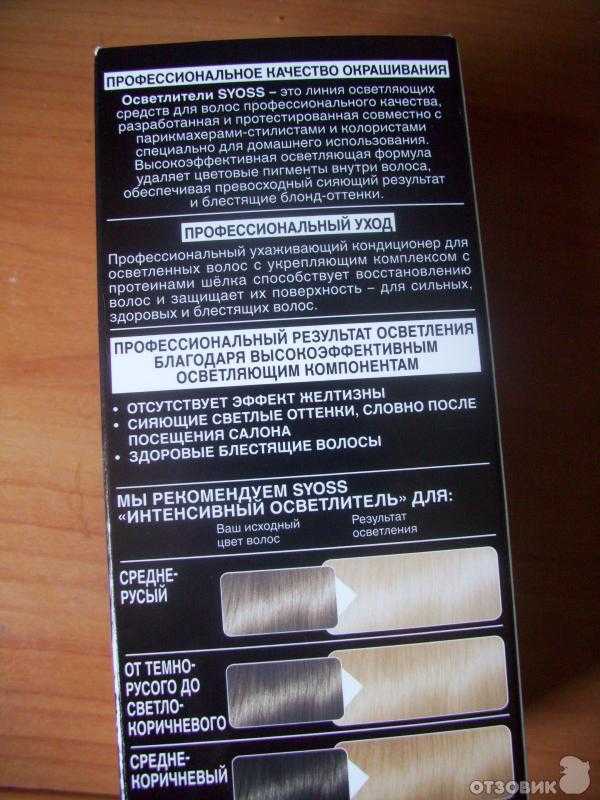 ПРОФЕССИОНАЛЬНОЕ КАЧЕСТВО ОКРАШИВАНИЯ
Осветлители SYOSS – это линия осветляющих
средств для волос профессионального качества,
разработанная и протестированная совместно с
парикмахерами-стилистами и колористами
специально для домашнего использования.
Высокоэффективная осветляющая формула
удаляет цветовые пигменты внутри волоса,
обеспечивая превосходный сияющий результат
и блестящие блонд-оттенки.
ПРОФЕССИОНАЛЬНЫЙ УХОД
Профессиональный ухаживающий кондиционер для
осветленных волос с укрепляющим комплексом с
протеинами шёлка способствует восстановлению
волос и защищает их поверхность – для сильных,
здоровых и блестящих волос.
ПРОФЕССИОНАЛЬНЫЙ РЕЗУЛЬТАТ ОСВЕТЛЕНИЯ
БЛАГОДАРЯ ВЫСОКОЭФФЕКТИВНЫМ
ОСВЕТЛЯЮЩИМ КОМПОНЕНТАМ
• ОТСУТСТВУЕТ ЭФФЕКТ ЖЕЛТИЗНЫ
• СИЯЮЩИЕ СВЕТЛЫЕ ОТТЕНКИ, СЛОВНО ПОСЛЕ
ПОСЕЩЕНИЯ САЛОНА
• ЗДОРОВЫЕ БЛЕСТЯЩИЕ ВОЛОСЫ
МЫ РЕКОМЕНДУЕМ SYOSS
«ИНТЕНСИВНЫЙ ОСВЕТЛИТЕЛЬ» ДЛЯ:
Ваш исходный
цвет волос
Результат
осветления
СРЕДНЕ-
РУСЫЙ
ОТ ТЕМНО-
РУСОГО ДО
СВЕТЛО-
КОРИЧНЕВОГО
СРЕДНЕ-
КОРИЧНЕВЫЙ
ОТЗОВИК